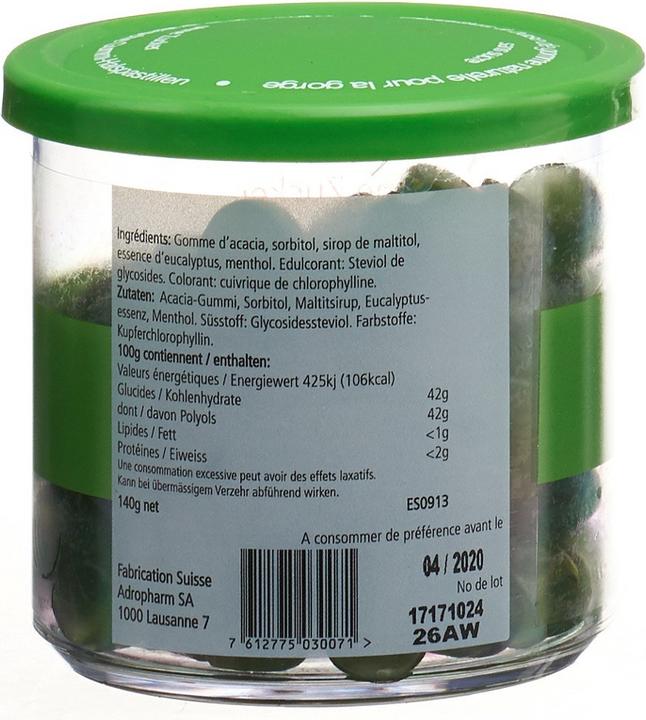 gomme naturelle pour la gorge
Ingrédients: Gomme d'acacia, sorbitol, sirop de maltitol,
essence d'eucalyptus, menthol. Edulcorant: Steviol de
glycosides. Colorant: cuivrique de chlorophylline.
Zutaten: Acacia-Gummi, Sorbitol, Maltitsirup, Eucalyptus-
essenz, Menthol. Süsstoff: Glycosidessteviol. Farbstoffe:
Kupferchlorophyllin.
100g contiennent / enthalten:
Valeurs énergétiques / Energiewert 425kj (106kcal)
Glucides / Kohlenhydrate 42g
dont / davon Polyols 42g
Lipides / Fett <1g
Protéines / Eiweiss <2g
Une consommation excessive peut avoir des effets laxatifs.
Kann bei übermässigem Verzehr abführend wirken.
140g net ES0913
A consommer de préférence avant le
04 / 2020
No de lot
17171024
26AW
Fabrication Suisse
Adropharm SA
1000 Lausanne 7
7 612775 030071 >